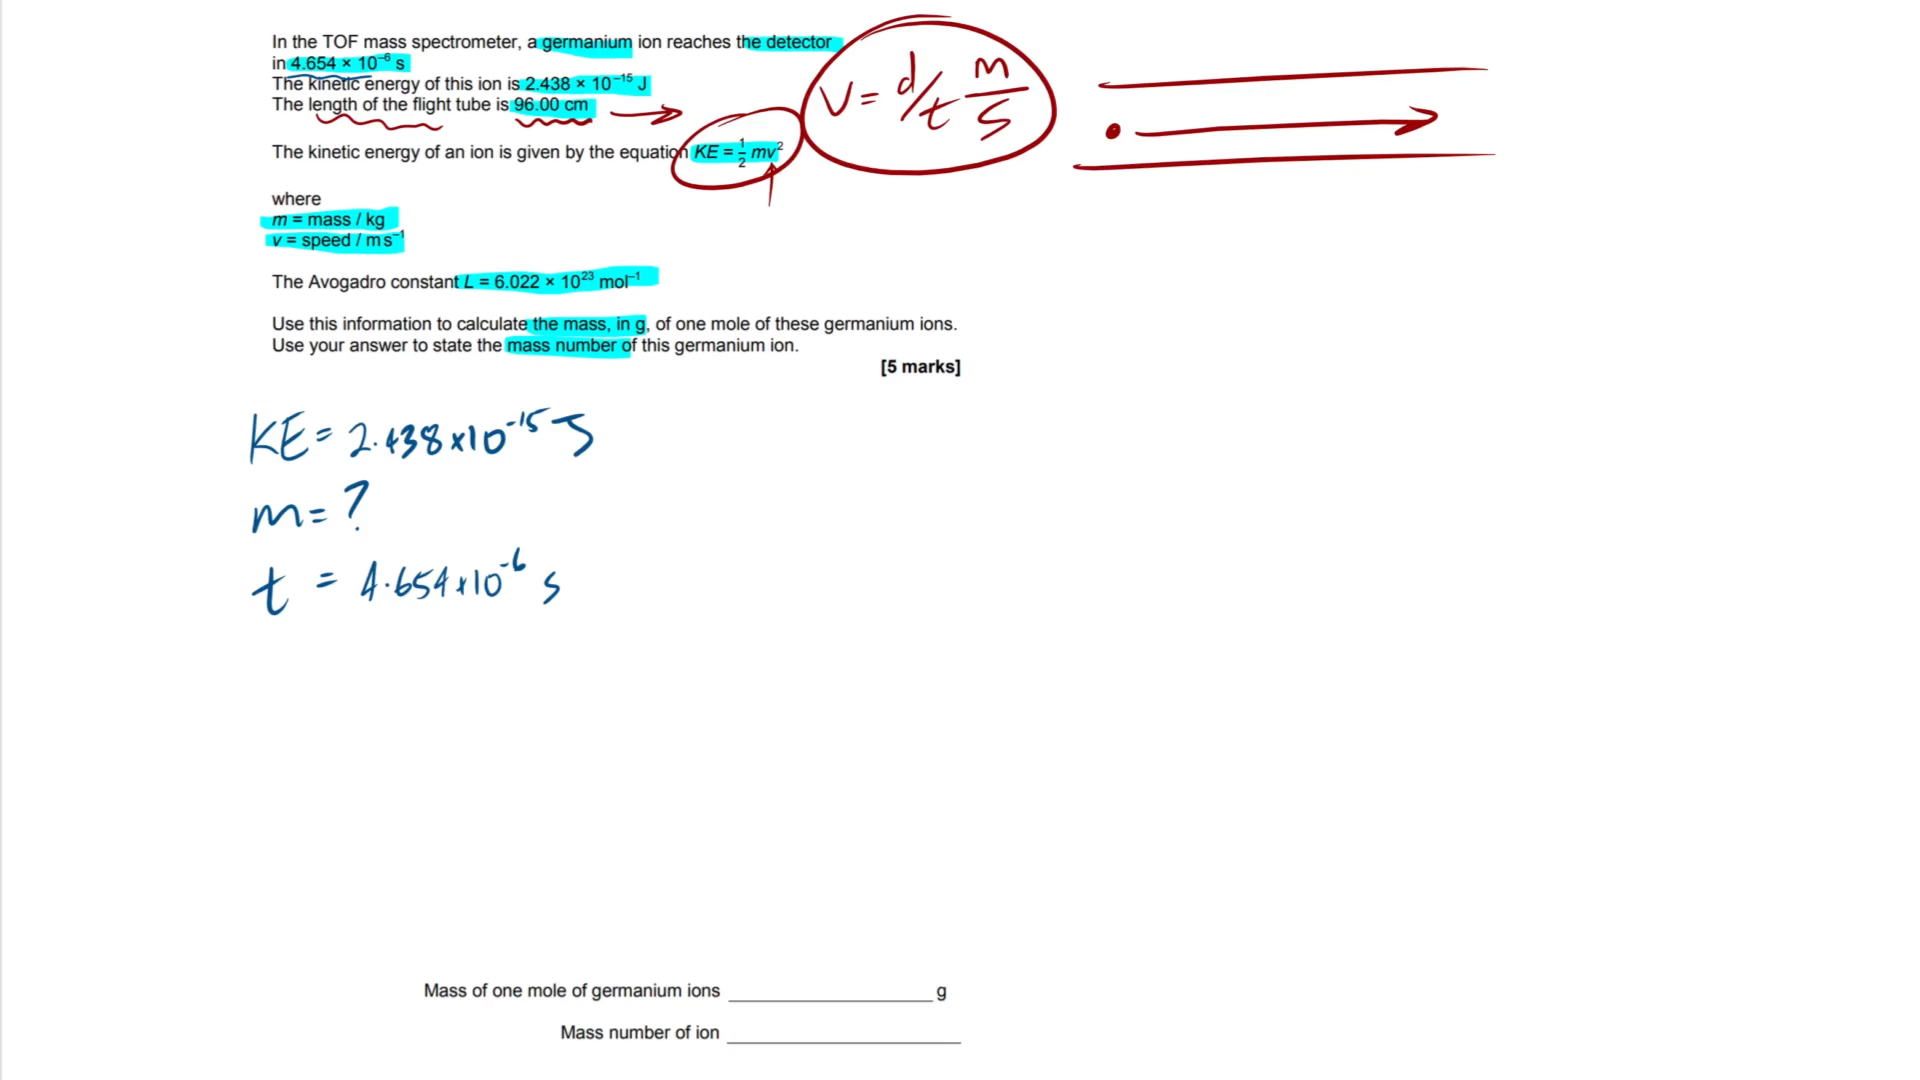 In the TOF mass spectrometer, a germanium ion reaches the detector
in 4.654 × 10⁻⁶ s
The kinetic energy of this ion is 2.438 × 10⁻¹⁵ J
The length of the flight tube is 96.00 cm
V = d/t m/s
The kinetic energy of an ion is given by the equation KE = ½ mv²
where
m = mass / kg
v = speed / m s⁻¹
The Avogadro constant L = 6.022 × 10²³ mol⁻¹
Use this information to calculate the mass, in g, of one mole of these germanium ions.
Use your answer to state the mass number of this germanium ion.
[5 marks]
KE = 2.438×10⁻¹⁵ J
m = ?
t = 4.654×10⁻⁶ s
Mass of one mole of germanium ions ____________________ g
Mass number of ion ____________________